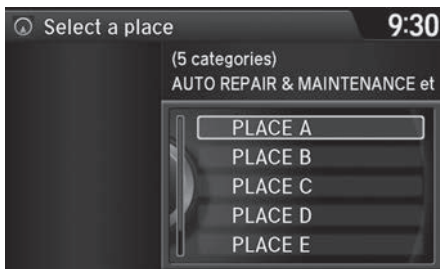 Select a place
9:30
(5 categories)
AUTO REPAIR & MAINTENANCE et
PLACE A
PLACE B
PLACE C
PLACE D
PLACE E